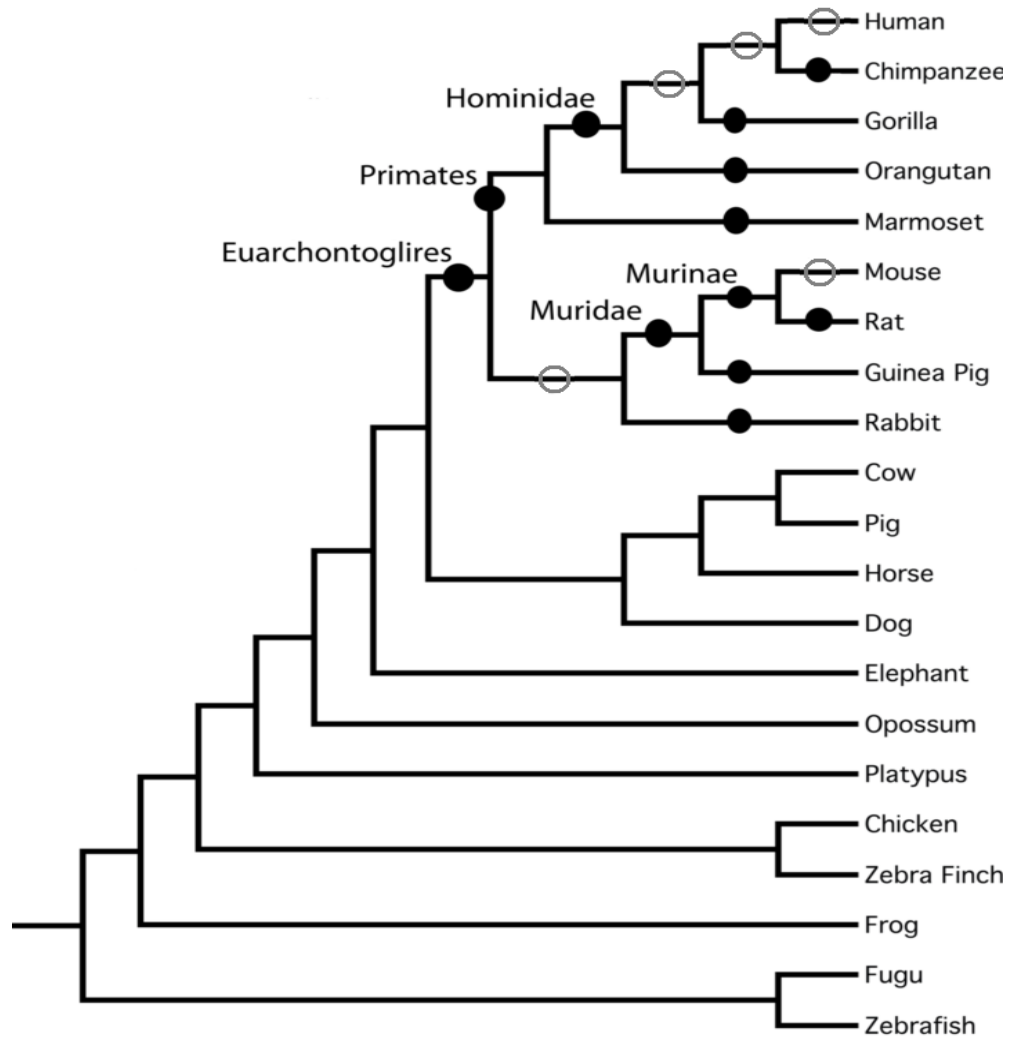 Human
Chimpanzee
Hominidae
Gorilla
Primates
Orangutan
Marmoset
Euarchontoglires
Murinae
Mouse
Muridae
Rat
Guinea Pig
Rabbit
Cow
Pig
Horse
Dog
Elephant
Opossum
Platypus
Chicken
Zebra Finch
Frog
Fugu
Zebrafish